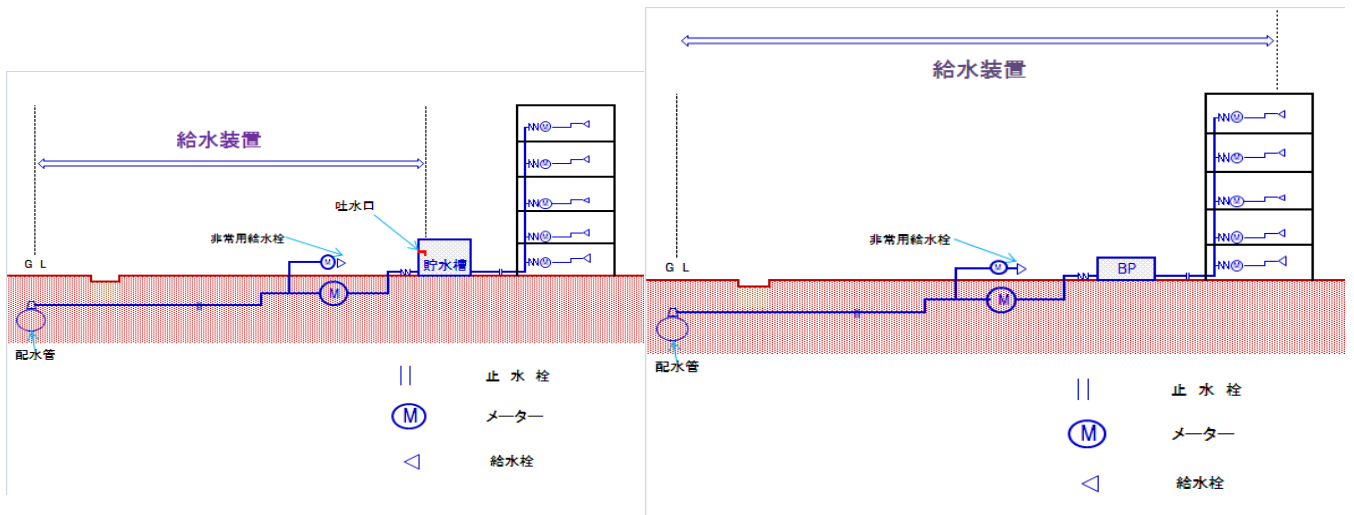 給水装置
吐水口
非常用給水栓
G L
貯水槽
M
M
M
M
M
M
M
配水管
止 水 栓
M メーター
給水栓
給水装置
非常用給水栓
G L
BP
M
M
M
M
M
M
M
配水管
止 水 栓
M メーター
給水栓